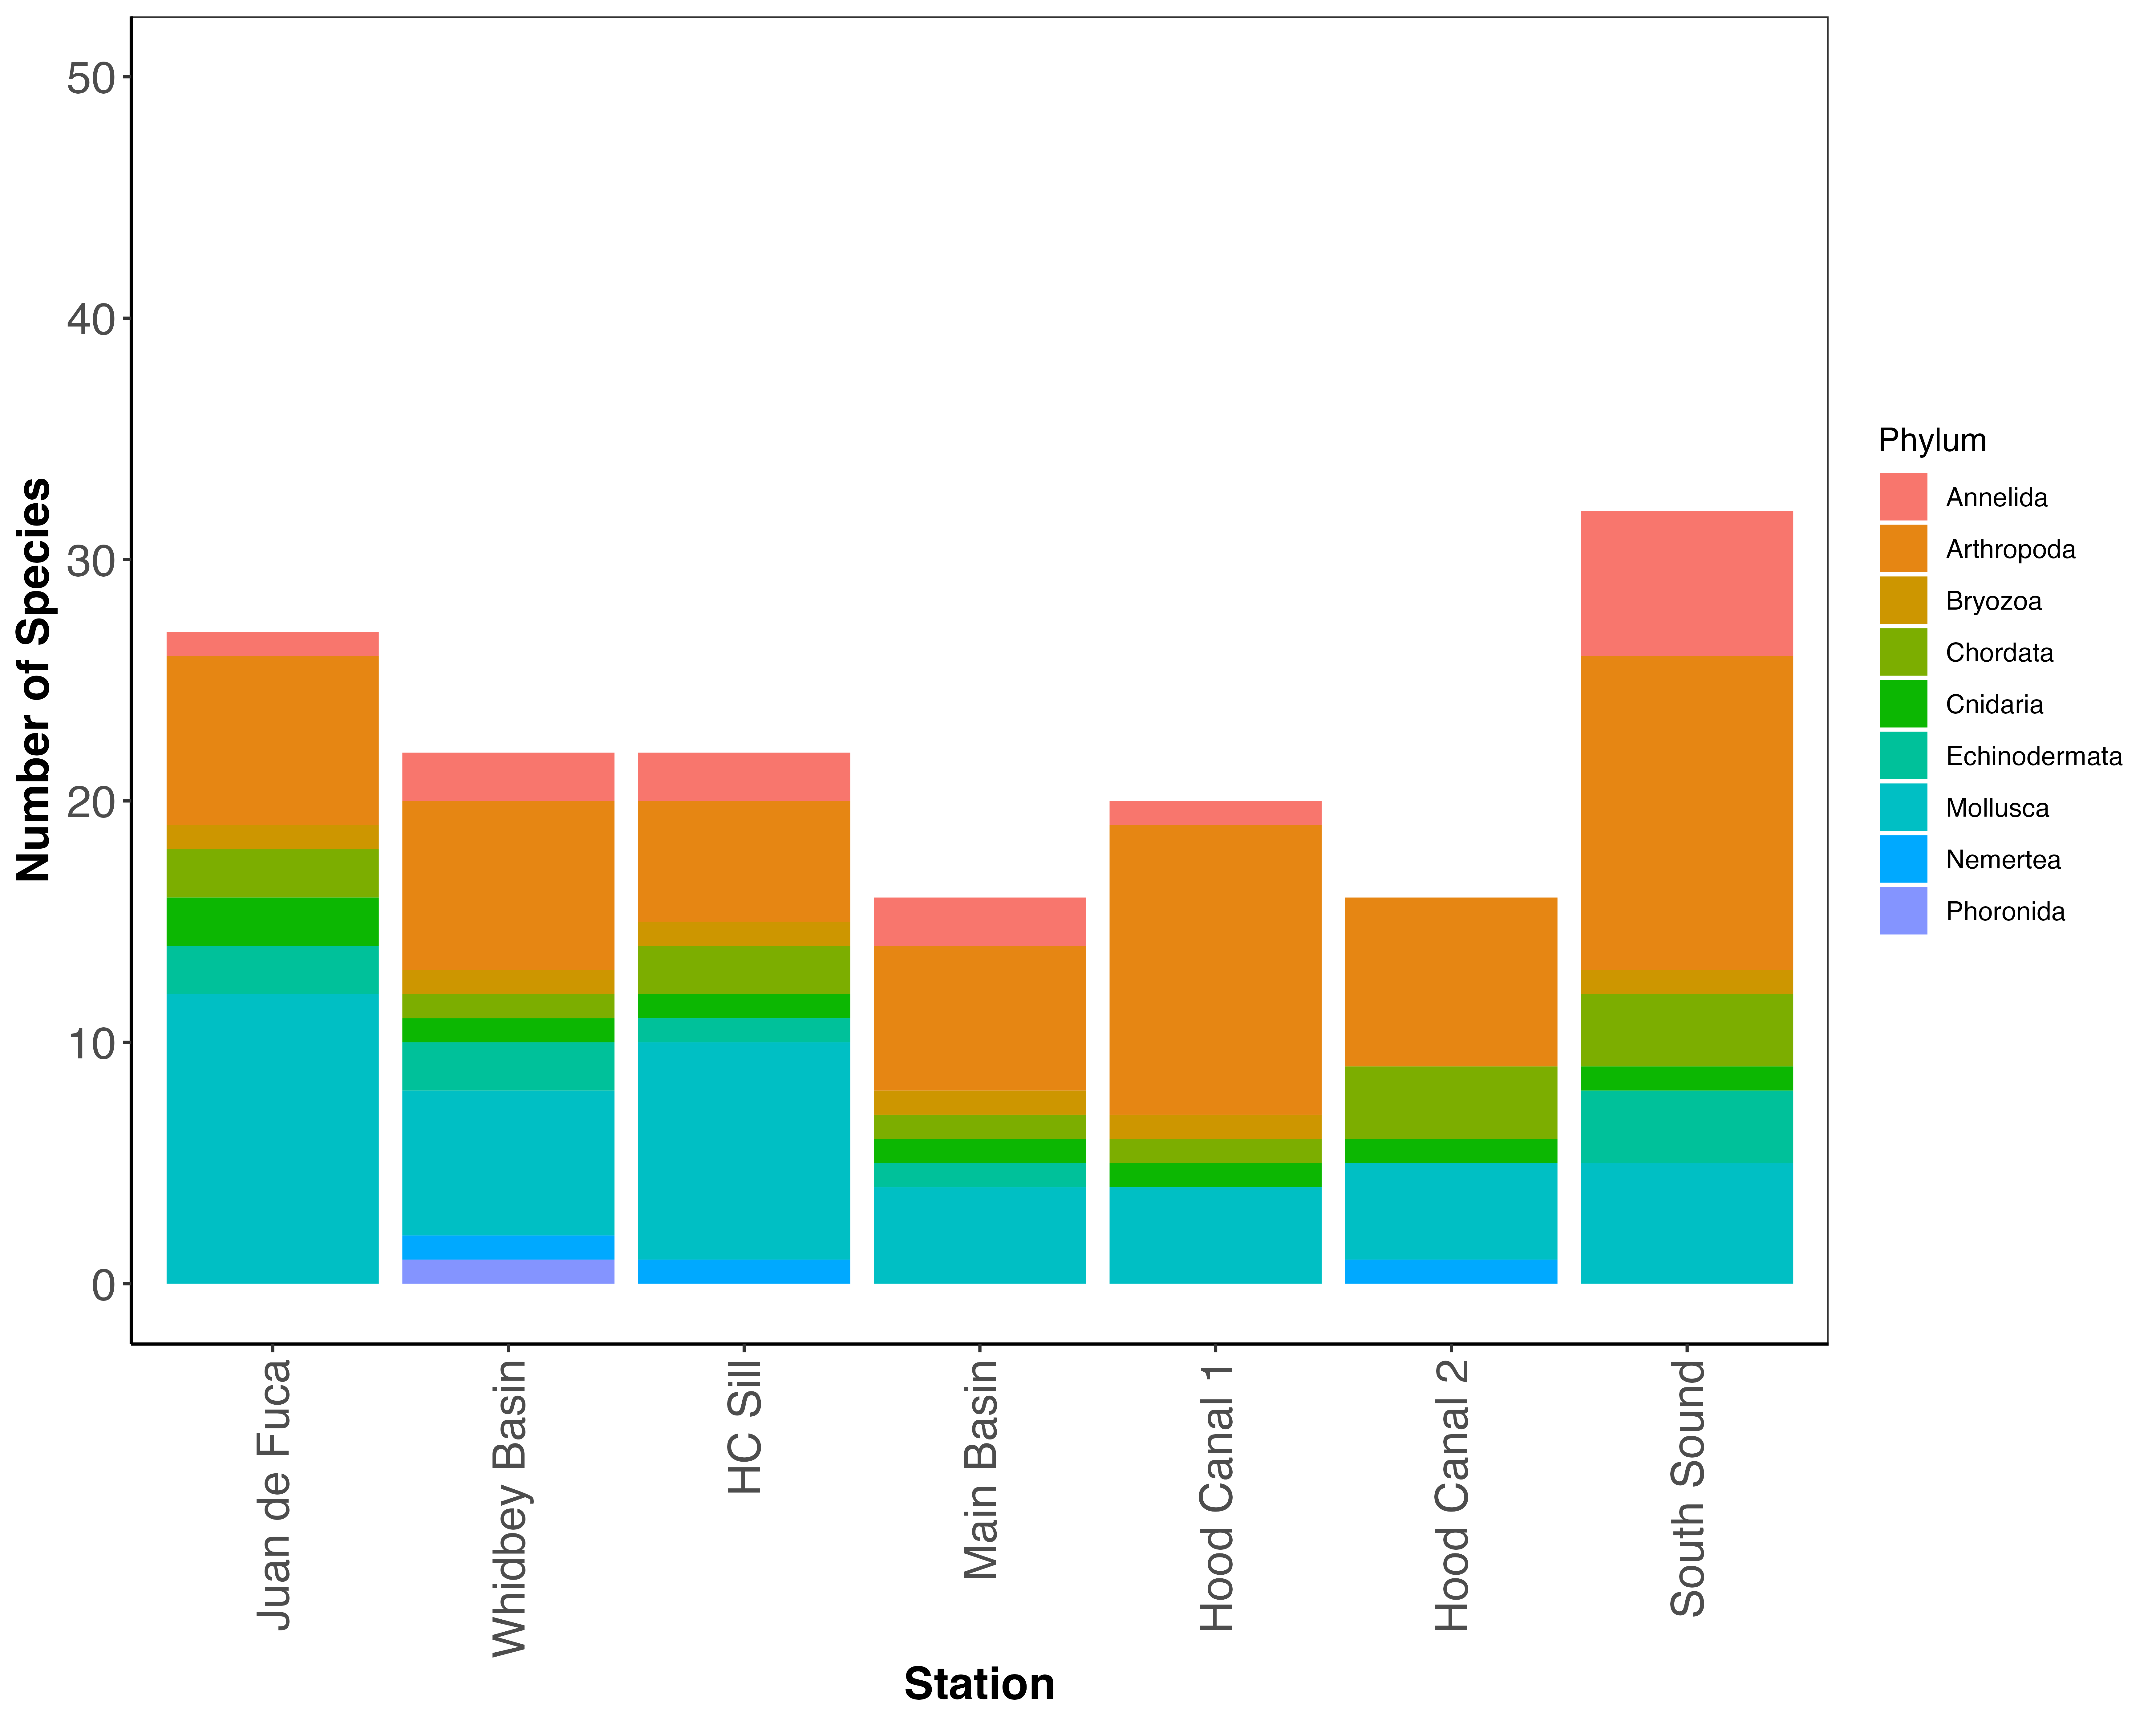 50
40
30
20
10
0
Number of Species
Juan de Fuca
Whidbey Basin
HC Sill
Main Basin
Hood Canal 1
Hood Canal 2
South Sound
Station
Phylum
Annelida
Arthropoda
Bryozoa
Chordata
Cnidaria
Echinodermata
Mollusca
Nemertea
Phoronida